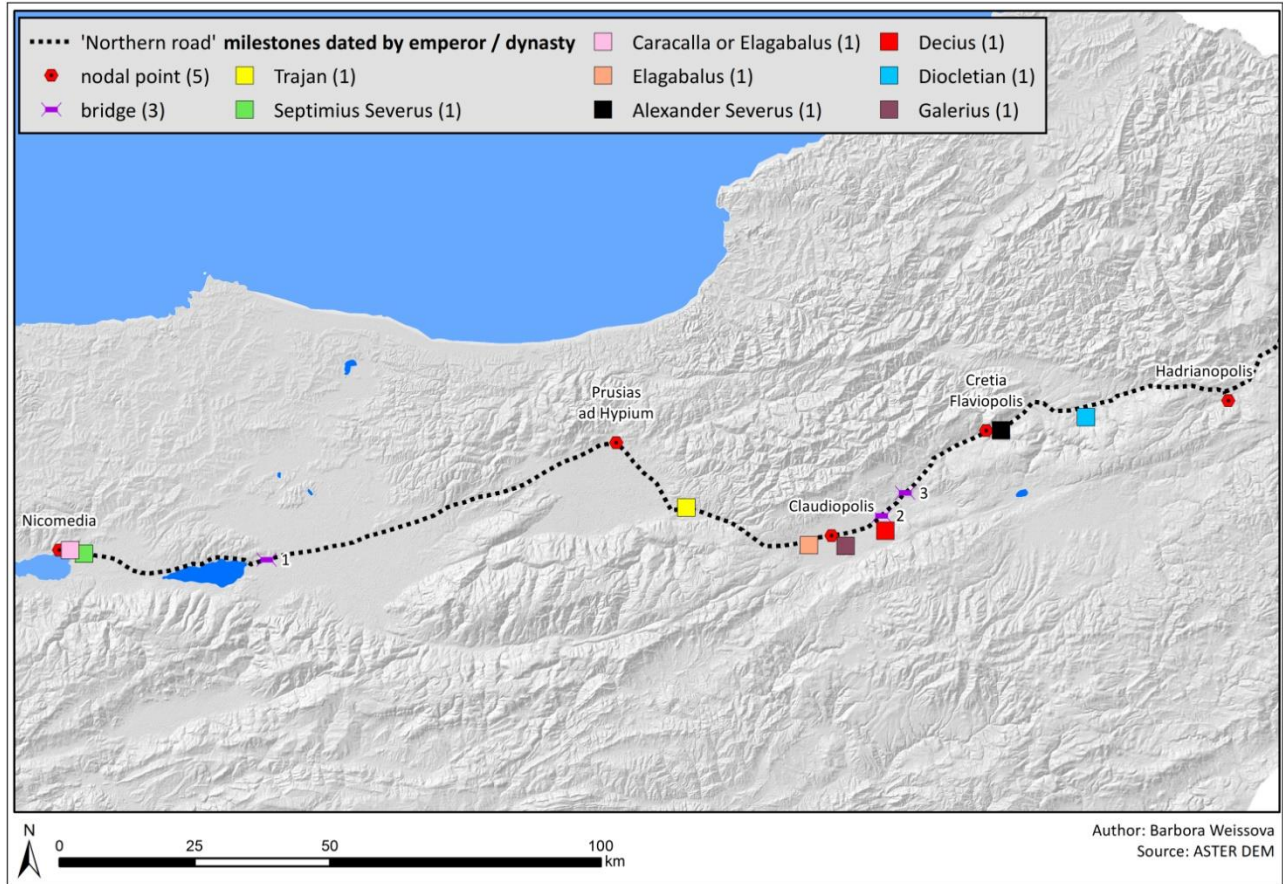 'Northern road' milestones dated by emperor / dynasty
nodal point (5)
bridge (3)
Trajan (1)
Septimius Severus (1)
Caracalla or Elagabalus (1)
Elagabalus (1)
Alexander Severus (1)
Decius (1)
Diocletian (1)
Galerius (1)
Hadrianopolis
Cretia
Flaviopolis
Prusias
ad Hypium
Claudiopolis
3
2
Nicomedia
1
N
0 25 50 100
km
Author: Barbora Weissova
Source: ASTER DEM